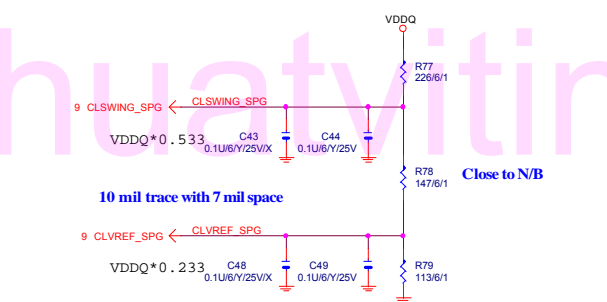 VDDQ
R77
226/6/1
9 CLSWING_SPG CLSWING_SPG
VDDQ*0.533
C43
0.1U/6/Y/25V/X
C44
0.1U/6/Y/25V
R78
147/6/1
Close to N/B
10 mil trace with 7 mil space
9 CLVREF_SPG CLVREF_SPG
VDDQ*0.233
C48
0.1U/6/Y/25V/X
C49
0.1U/6/Y/25V
R79
113/6/1
huatvitin